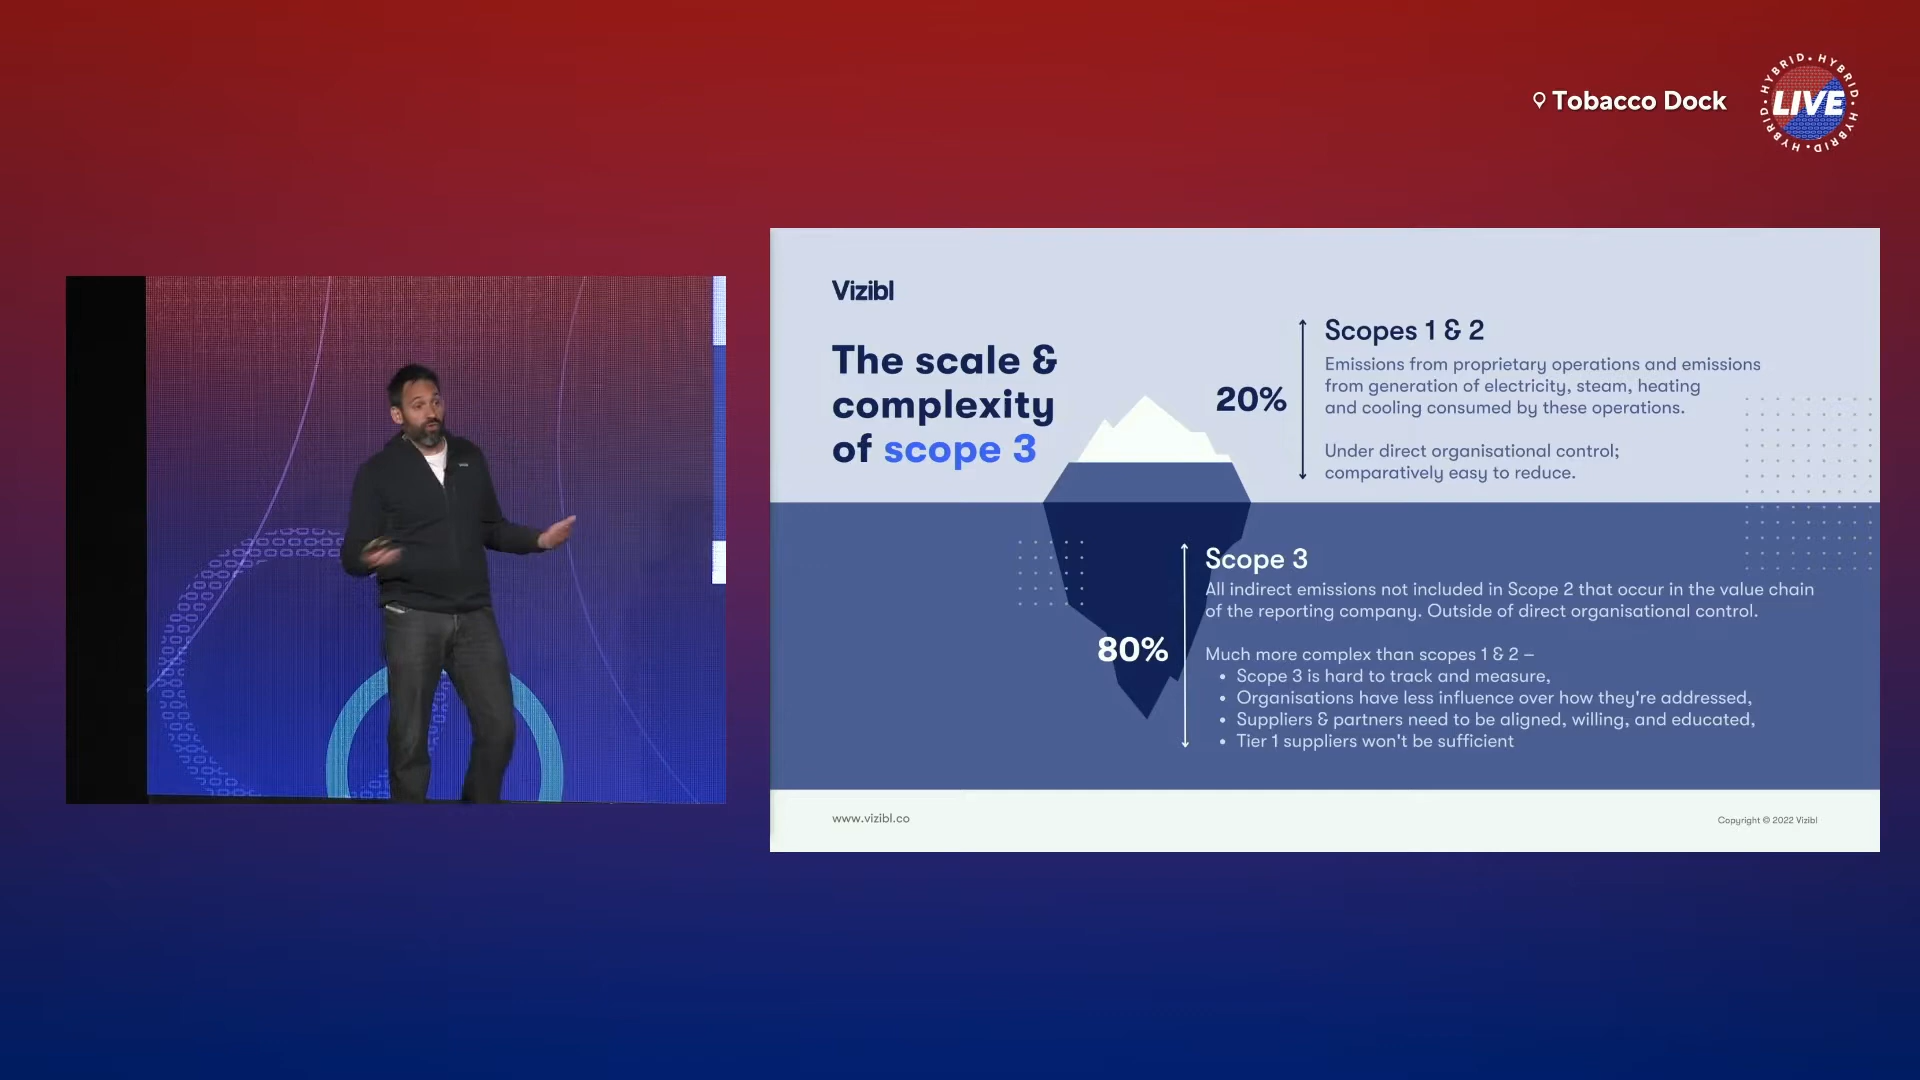 Tobacco Dock
HYBRID • HYBRID • HYBRID • HYBRID •
LIVE
Vizibl
The scale &
complexity
of scope 3
20%
Scopes 1 & 2
Emissions from proprietary operations and emissions
from generation of electricity, steam, heating
and cooling consumed by these operations.
Under direct organisational control;
comparatively easy to reduce.
80%
Scope 3
All indirect emissions not included in Scope 2 that occur in the value chain
of the reporting company. Outside of direct organisational control.
Much more complex than scopes 1 & 2 –
• Scope 3 is hard to track and measure,
• Organisations have less influence over how they're addressed,
• Suppliers & partners need to be aligned, willing, and educated,
• Tier 1 suppliers won't be sufficient
www.vizibl.co
Copyright © 2022 Vizibl